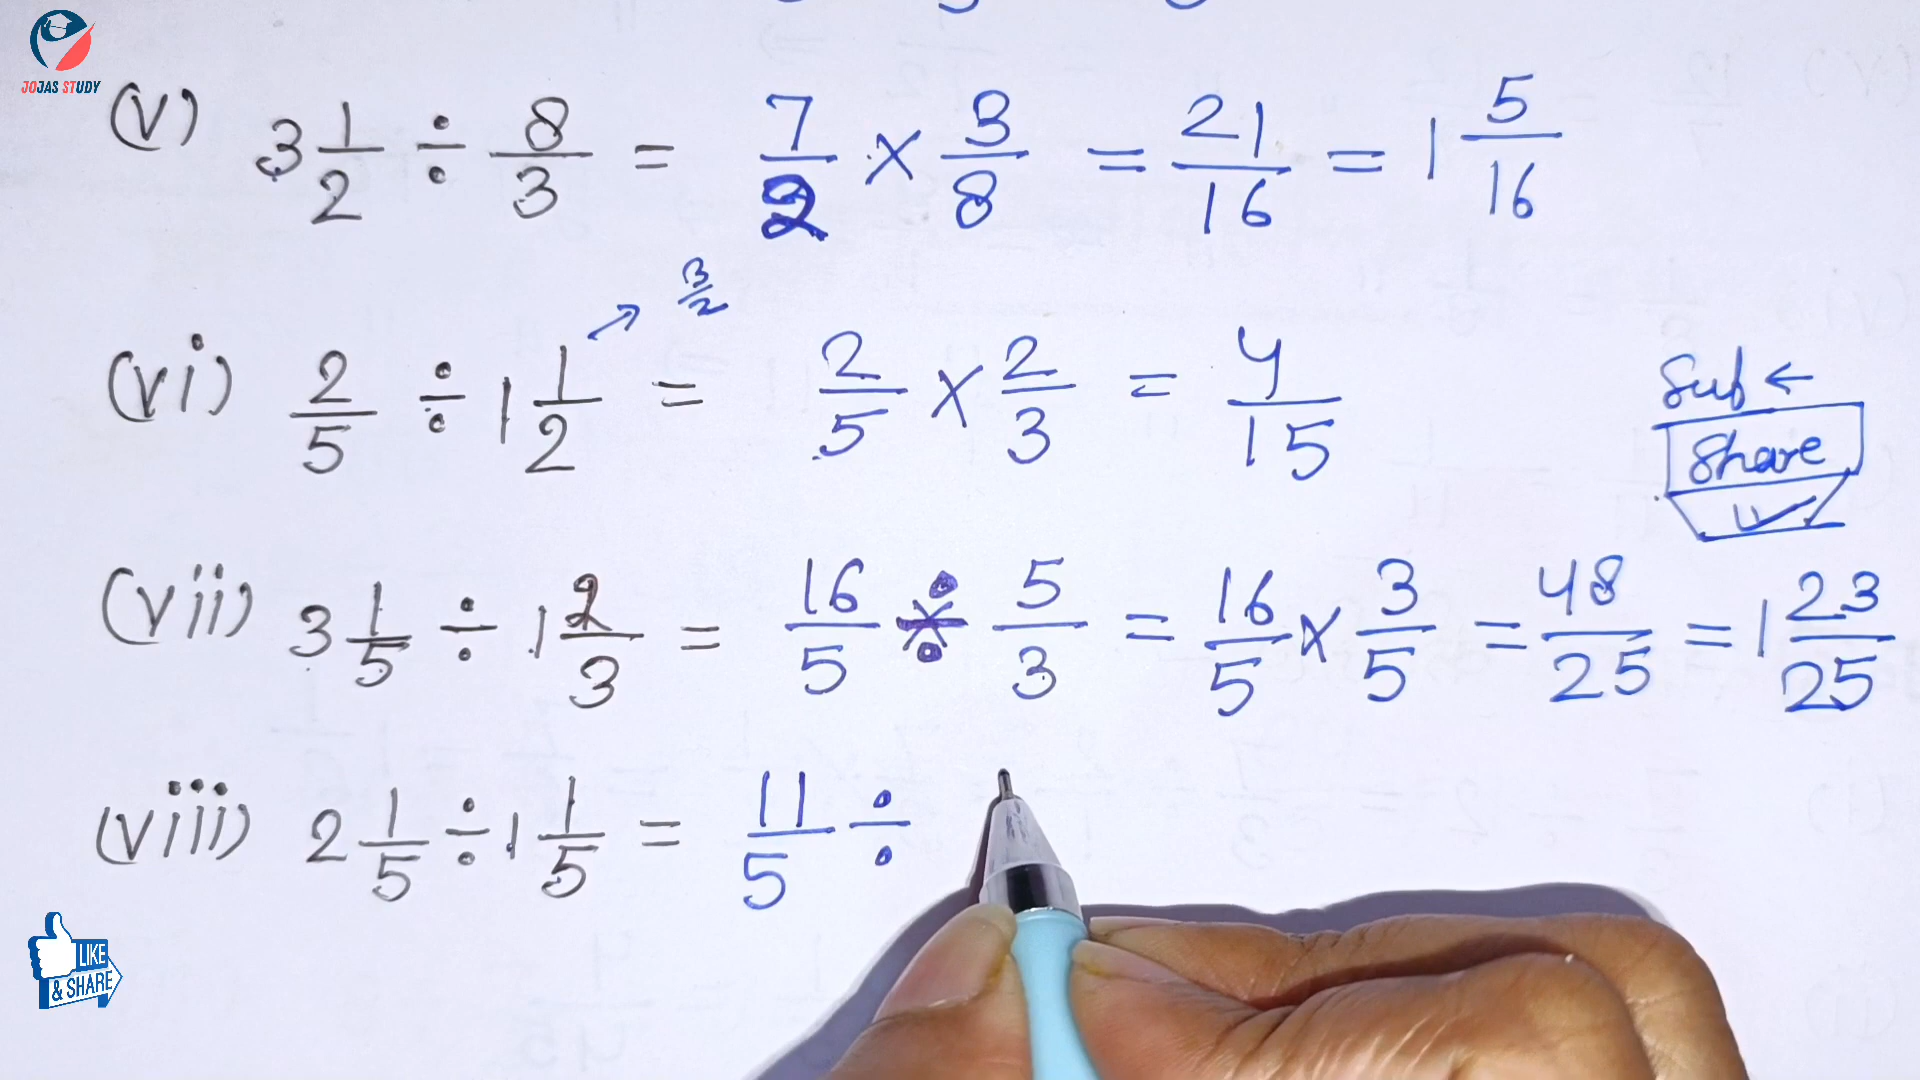 JOJAS STUDY
(v) 3 1/2 ÷ 8/3 = 7/2 × 3/8 = 21/16 = 1 5/16
3/2
(vi) 2/5 ÷ 1 1/2 = 2/5 × 2/3 = 4/15
Sub ←
Share
(vii) 3 1/5 ÷ 1 2/3 = 16/5 ÷ 5/3 = 16/5 × 3/5 = 48/25 = 1 23/25
(viii) 2 1/5 ÷ 1 1/5 = 11/5 ÷
LIKE
& SHARE